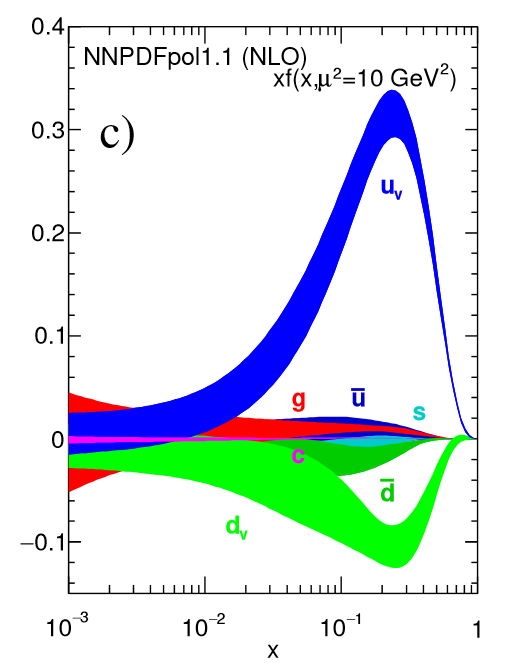 0.4
NNPDFpol1.1 (NLO)
xf(x,μ²=10 GeV²)
c)
0.3
uᵥ
0.2
0.1
g
ū
s
0
c
d̅
dᵥ
−0.1
10⁻³
10⁻²
10⁻¹
1
x